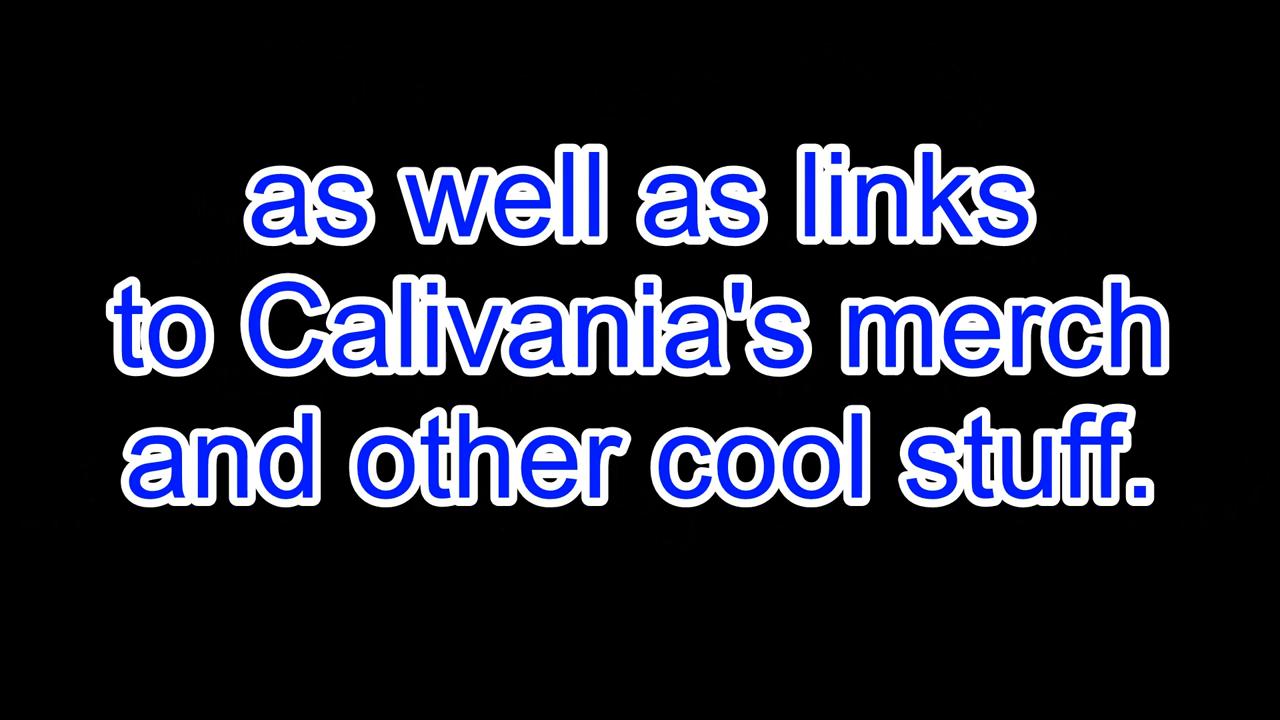 as well as links
to Calivania's merch
and other cool stuff.